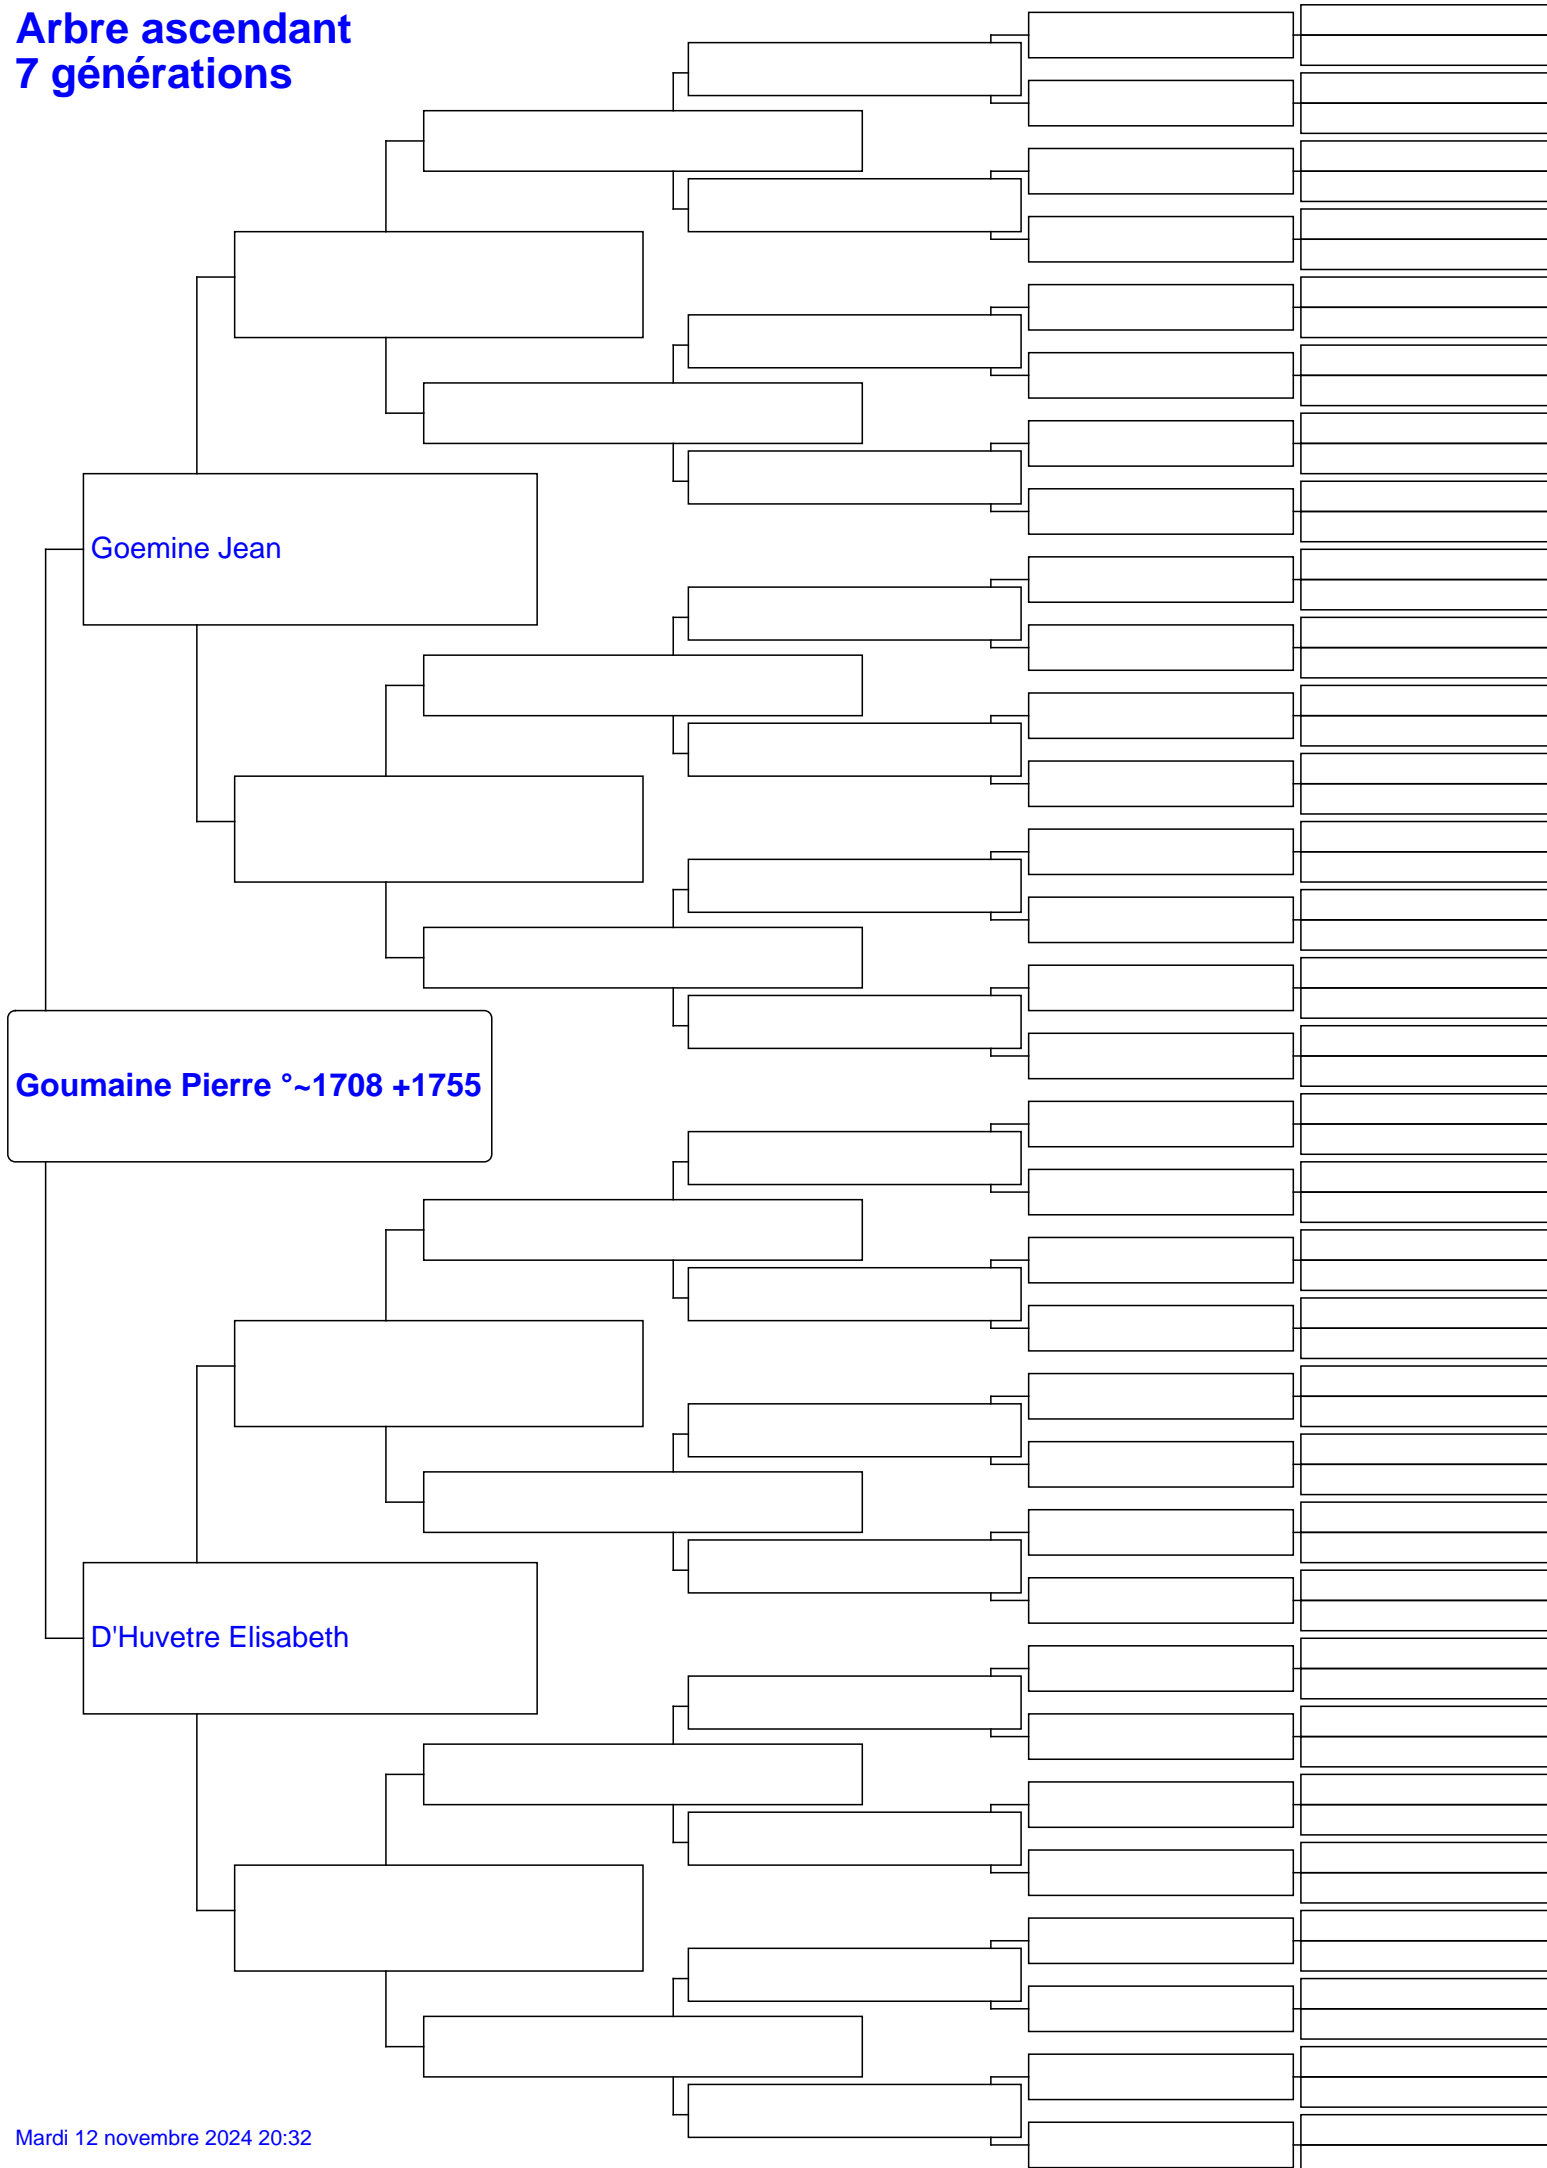 Arbre ascendant
7 générations
Goemine Jean
Goumaine Pierre °~1708 +1755
D'Huvetre Elisabeth
Mardi 12 novembre 2024 20:32